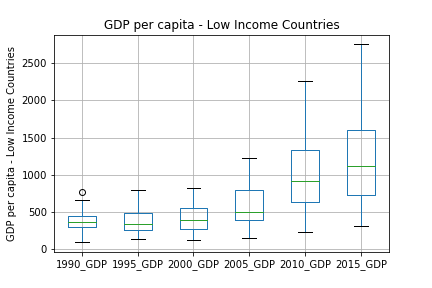 GDP per capita - Low Income Countries
GDP per capita - Low Income Countries
2500
2000
1500
1000
500
0
1990_GDP 1995_GDP 2000_GDP 2005_GDP 2010_GDP 2015_GDP